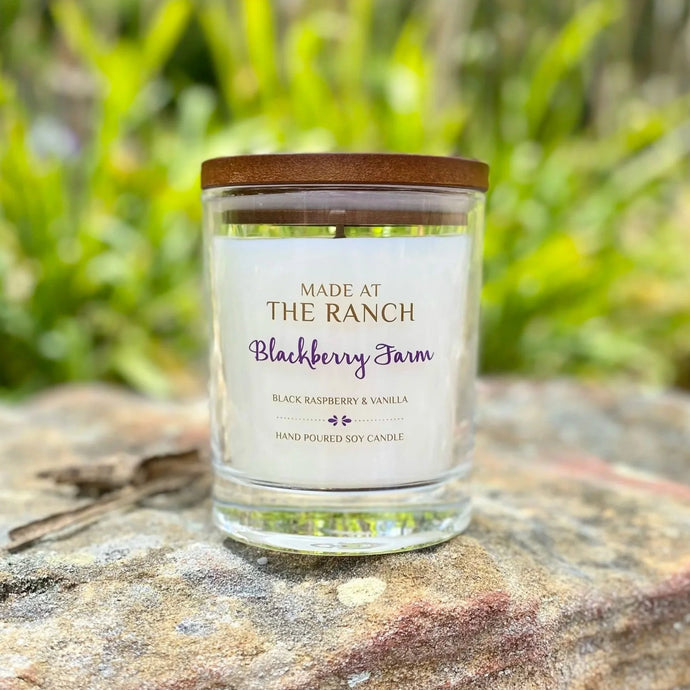 MADE AT
THE RANCH
Blackberry Farm
BLACK RASPBERRY & VANILLA
HAND POURED SOY CANDLE